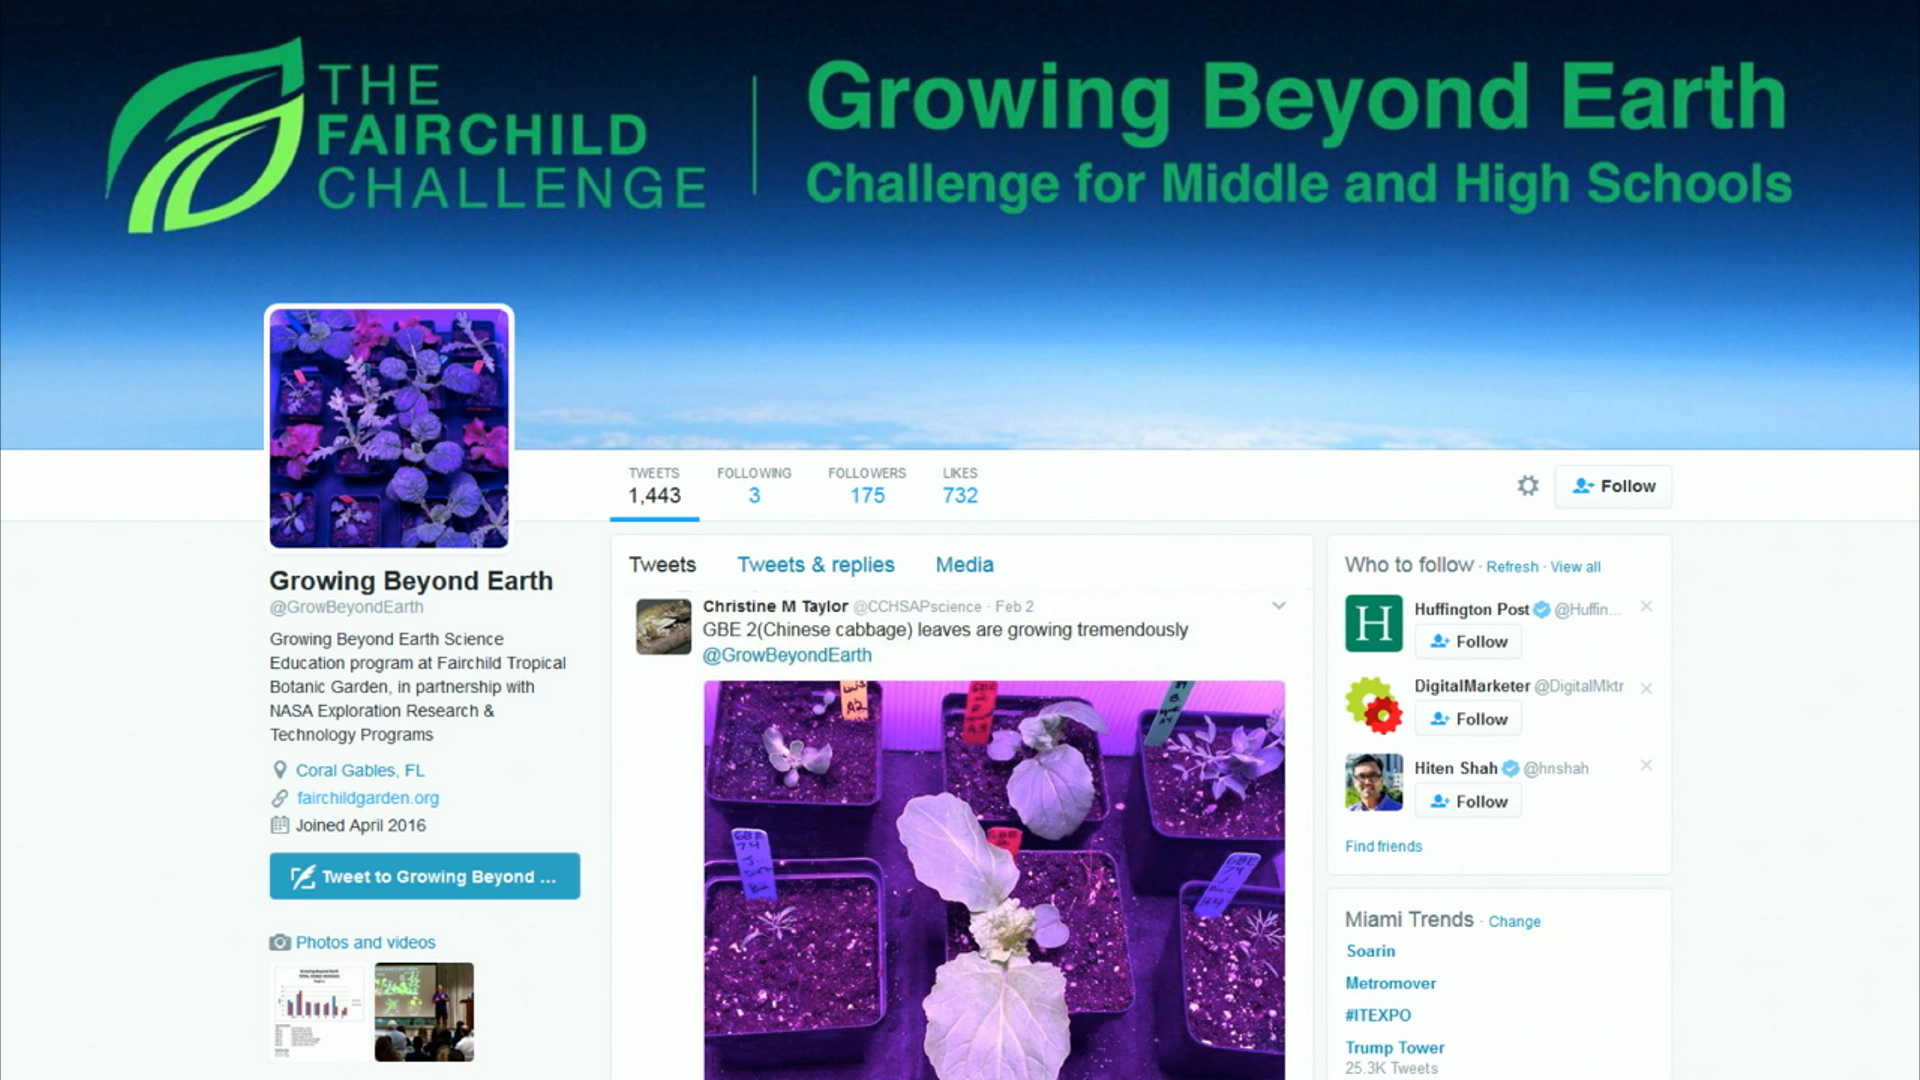 THE
FAIRCHILD
CHALLENGE
Growing Beyond Earth
Challenge for Middle and High Schools
TWEETS
1,443
FOLLOWING
3
FOLLOWERS
175
LIKES
732
Follow
Growing Beyond Earth
@GrowBeyondEarth
Growing Beyond Earth Science
Education program at Fairchild Tropical
Botanic Garden, in partnership with
NASA Exploration Research &
Technology Programs
Coral Gables, FL
fairchildgarden.org
Joined April 2016
Tweet to Growing Beyond ...
Photos and videos
Tweets
Tweets & replies
Media
Christine M Taylor @CCHSAPscience · Feb 2
GBE 2(Chinese cabbage) leaves are growing tremendously
@GrowBeyondEarth
A2
GBE
74
J.
Who to follow · Refresh · View all
H
Huffington Post @Huffin...
Follow
DigitalMarketer @DigitalMktr
Follow
Hiten Shah @hnshah
Follow
Find friends
Miami Trends · Change
Soarin
Metromover
#ITEXPO
Trump Tower
25.3K Tweets